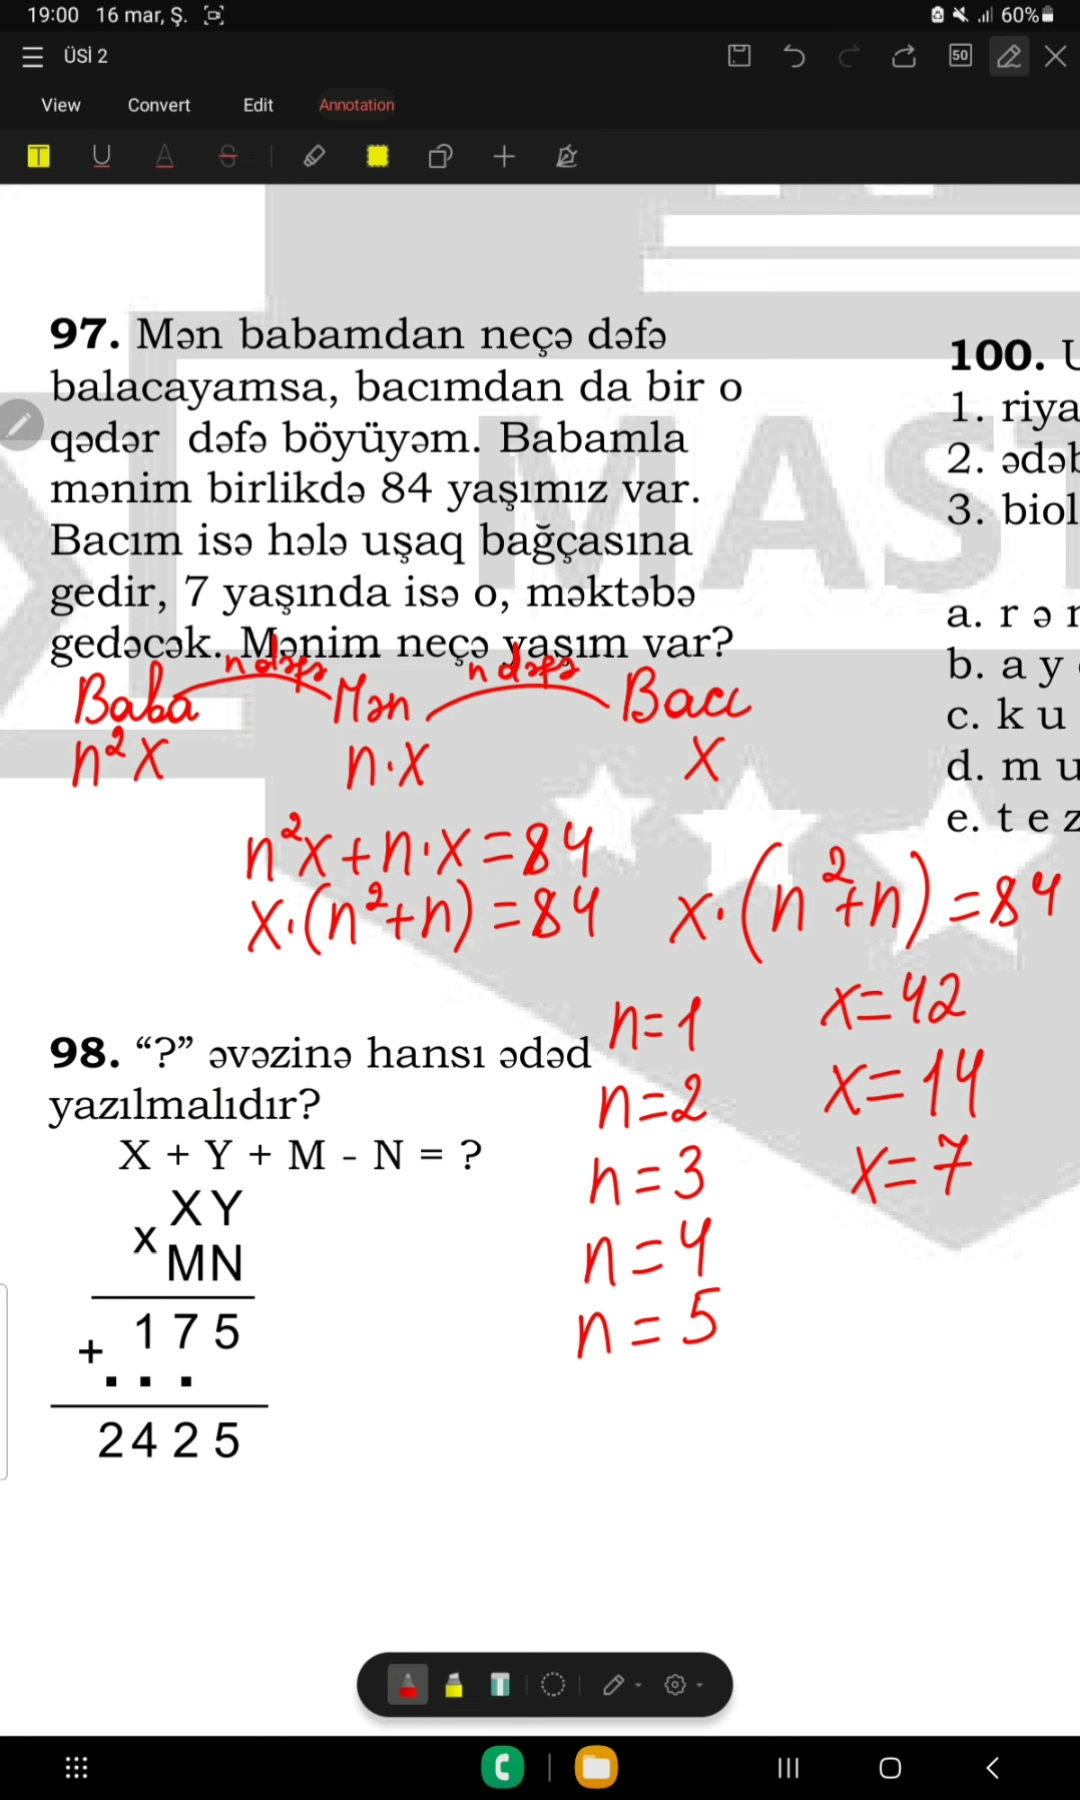 19:00 16 mar, Ş. 60%
ÜSİ 2
50
View Convert Edit Annotation
97. Mən babamdan neçə dəfə
balacayamsa, bacımdan da bir o
qədər dəfə böyüyəm. Babamla
mənim birlikdə 84 yaşımız var.
Bacım isə hələ uşaq bağçasına
gedir, 7 yaşında isə o, məktəbə
gedəcək. Mənim neçə yaşım var?
n dəfə n dəfə
Baba Mən Bacı
n²x n·x x
n²x+n·x=84
x·(n²+n)=84
x·(n²+n)=84
n=1 x=42
n=2 x=14
n=3 x=7
n=4
n=5
98. “?” əvəzinə hansı ədəd
yazılmalıdır?
X + Y + M - N = ?
XY
x MN
175
+ ...
2425
100.
1. riya
2. ədəb
3. biol
a. r ə r
b. a y
c. k u
d. m u
e. t e z
MAST